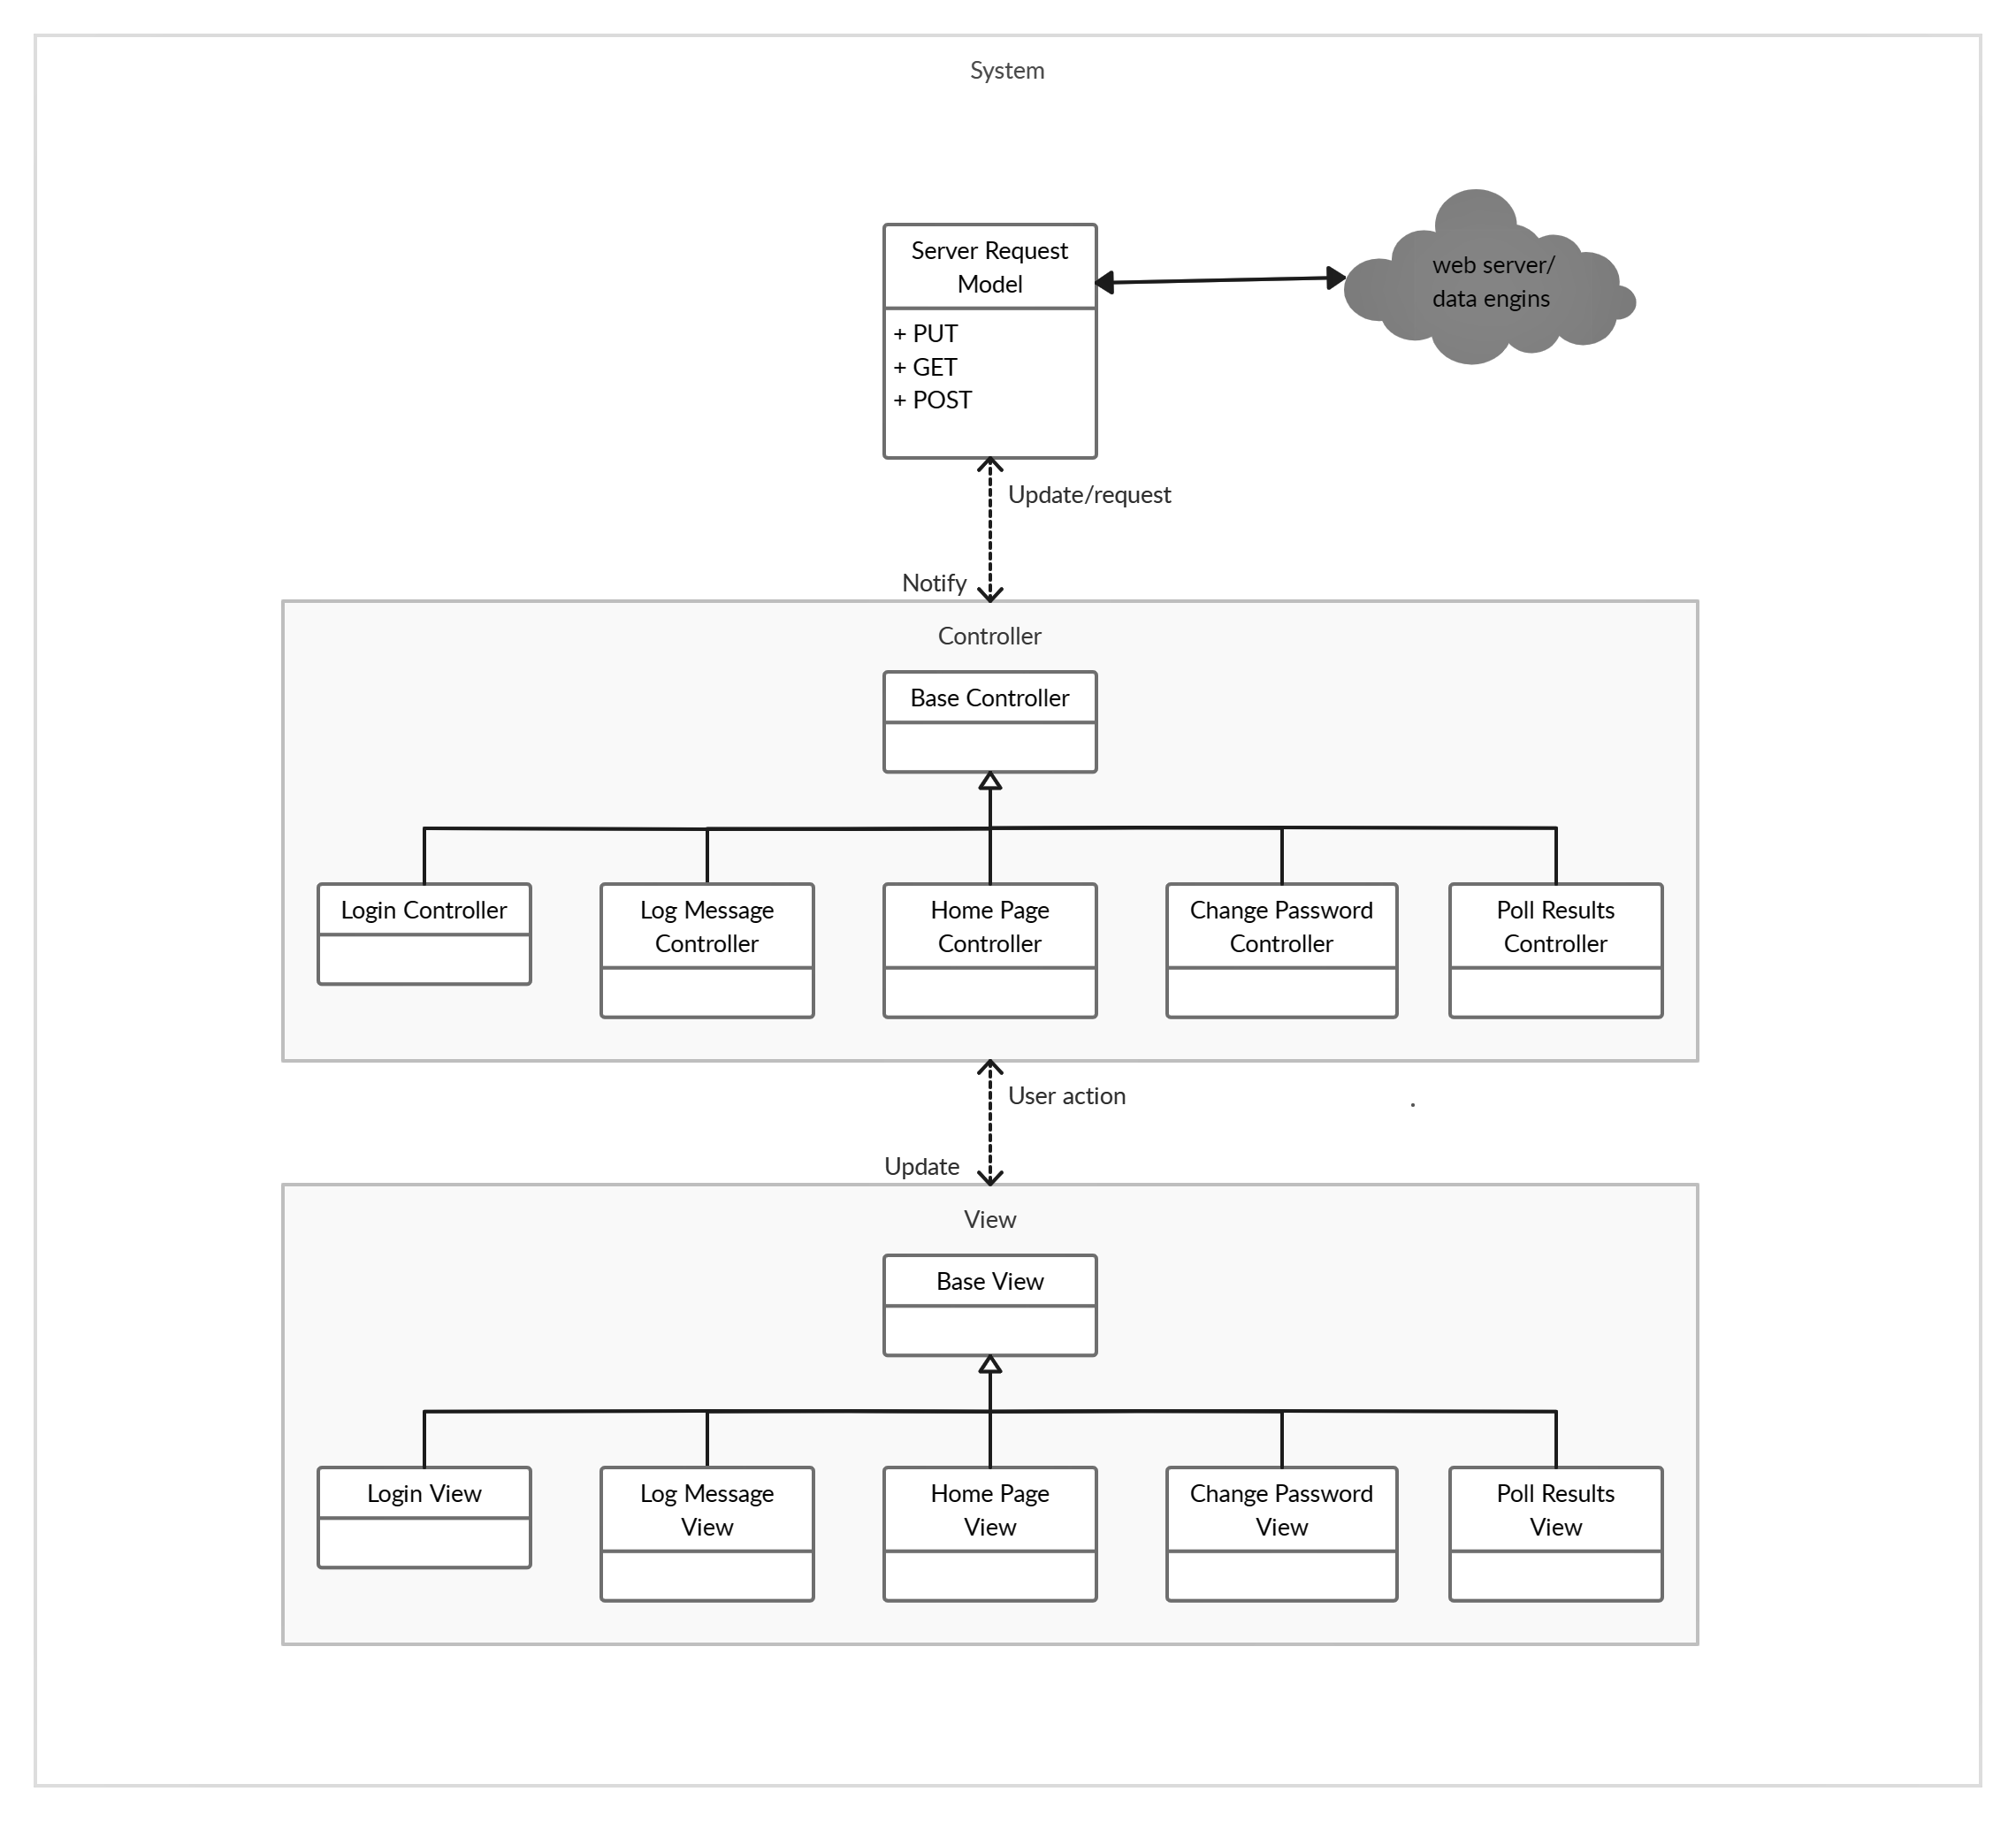 System
Server Request
Model
+ PUT
+ GET
+ POST
web server/
data engins
Update/request
Notify
Controller
Base Controller
Login Controller
Log Message
Controller
Home Page
Controller
Change Password
Controller
Poll Results
Controller
User action
.
Update
View
Base View
Login View
Log Message
View
Home Page
View
Change Password
View
Poll Results
View